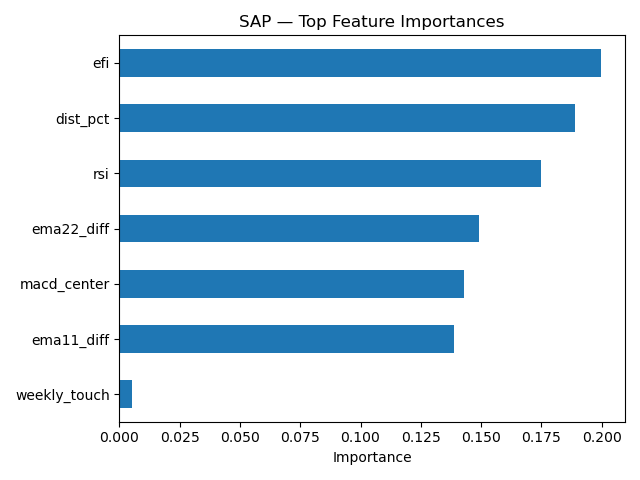 SAP — Top Feature Importances
efi
dist_pct
rsi
ema22_diff
macd_center
ema11_diff
weekly_touch
0.000 0.025 0.050 0.075 0.100 0.125 0.150 0.175 0.200
Importance